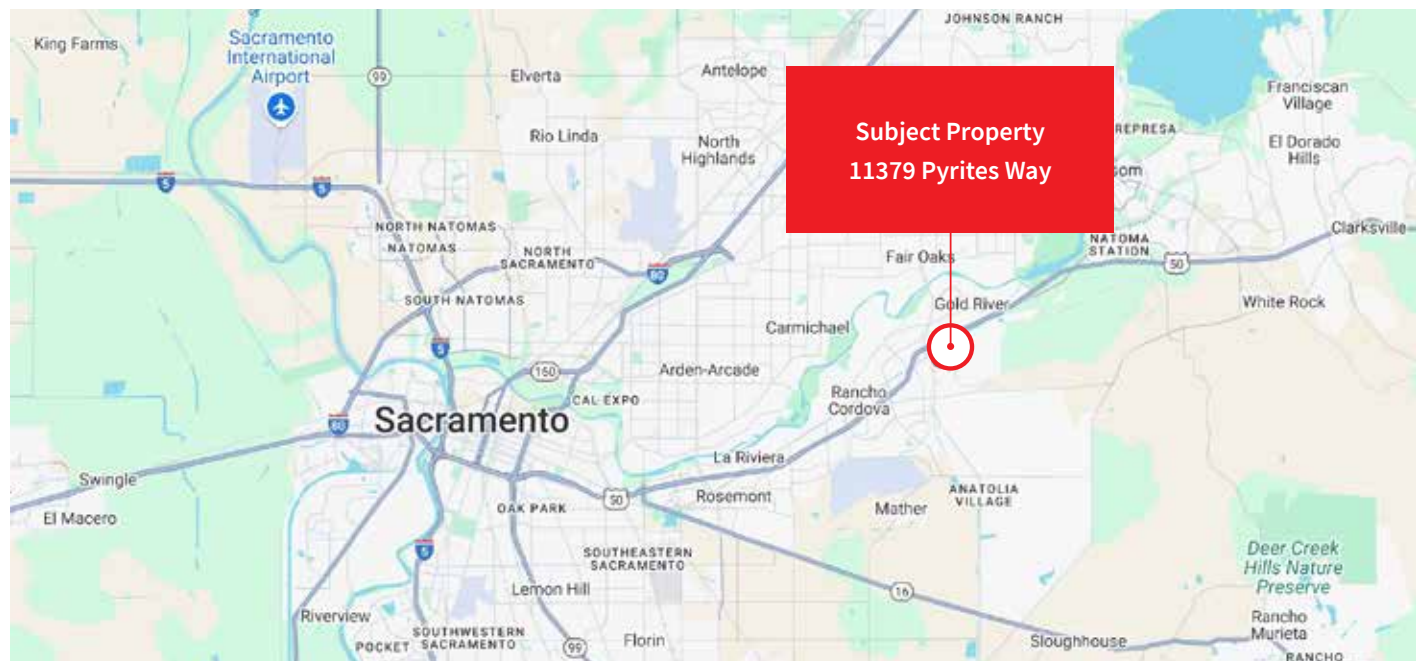 JOHNSON RANCH
King Farms
Sacramento
International
Airport
99
Elverta
Antelope
Franciscan
Village
Subject Property
11379 Pyrites Way
REPRESA
Rio Linda
North
Highlands
El Dorado
Hills
som
5
5
NORTH NATOMAS
NATOMAS
NORTH
SACRAMENTO
80
Fair Oaks
NATOMA
STATION
50
Clarksville
SOUTH NATOMAS
Gold River
White Rock
Carmichael
5
160
Arden-Arcade
CAL EXPO
Rancho
Cordova
80
Sacramento
La Riviera
Swingle
50
Rosemont
ANATOLIA
VILLAGE
El Macero
OAK PARK
Mather
5
SOUTHEASTERN
SACRAMENTO
Deer Creek
Hills Nature
Preserve
Lemon Hill
16
Riverview
Rancho
Murieta
SOUTHWESTERN
SACRAMENTO
POCKET
99
Florin
Sloughhouse
RANCHO